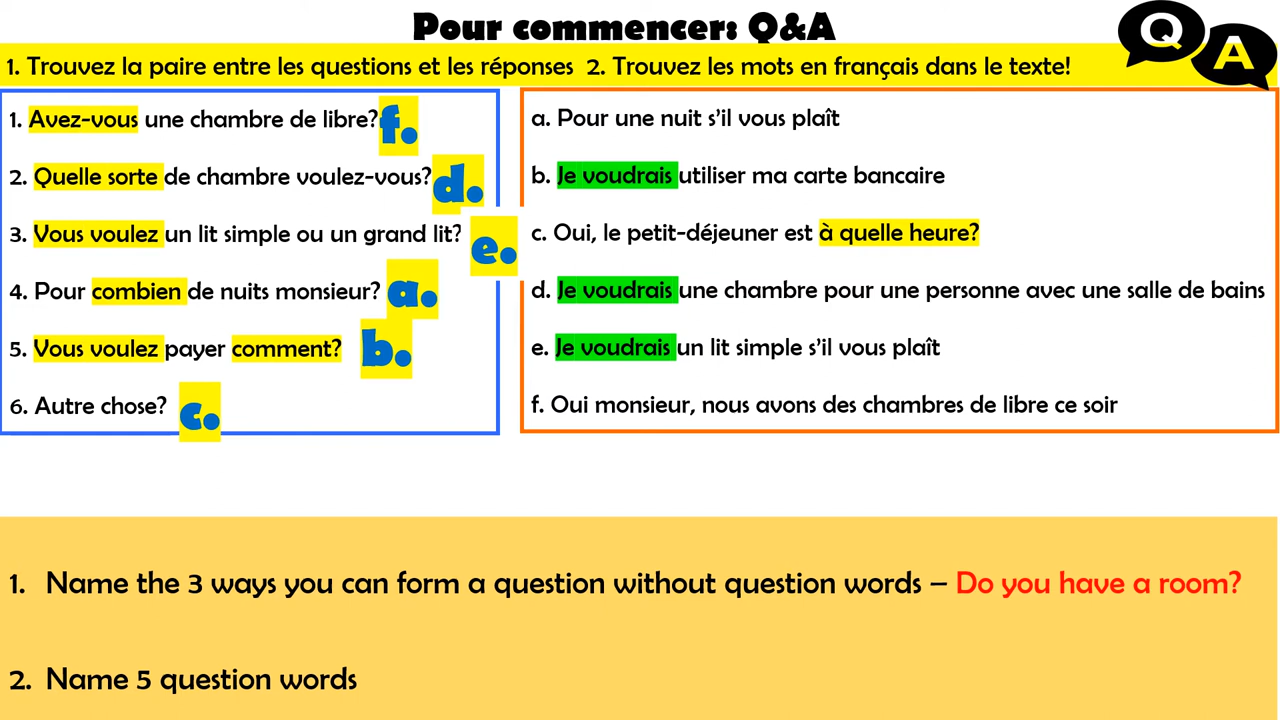 Pour commencer: Q&A
Q A
1. Trouvez la paire entre les questions et les réponses 2. Trouvez les mots en français dans le texte!
1. Avez-vous une chambre de libre? f.
2. Quelle sorte de chambre voulez-vous? d.
3. Vous voulez un lit simple ou un grand lit? e.
4. Pour combien de nuits monsieur? a.
5. Vous voulez payer comment? b.
6. Autre chose? c.
a. Pour une nuit s'il vous plaît
b. Je voudrais utiliser ma carte bancaire
c. Oui, le petit-déjeuner est à quelle heure?
d. Je voudrais une chambre pour une personne avec une salle de bains
e. Je voudrais un lit simple s'il vous plaît
f. Oui monsieur, nous avons des chambres de libre ce soir
1. Name the 3 ways you can form a question without question words – Do you have a room?
2. Name 5 question words